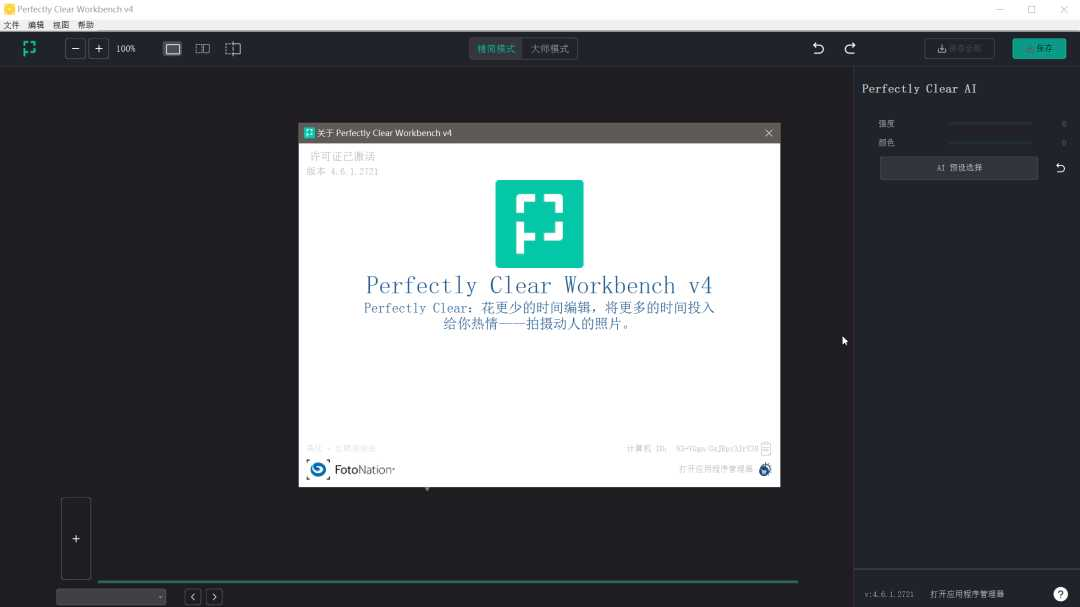 Perfectly Clear Workbench v4
文件 编辑 视图 帮助
100%
精简模式 大师模式
保存
Perfectly Clear AI
强度 0
颜色 0
AI 预设选择
关于 Perfectly Clear Workbench v4
许可证已激活
版本 4.6.1.2721
Perfectly Clear Workbench v4
Perfectly Clear: 花更少的时间编辑，将更多的时间投入
给你热情——拍摄动人的照片。
计算机 ID:
FotoNation
打开应用程序管理器
v:4.6.1.2721 打开应用程序管理器